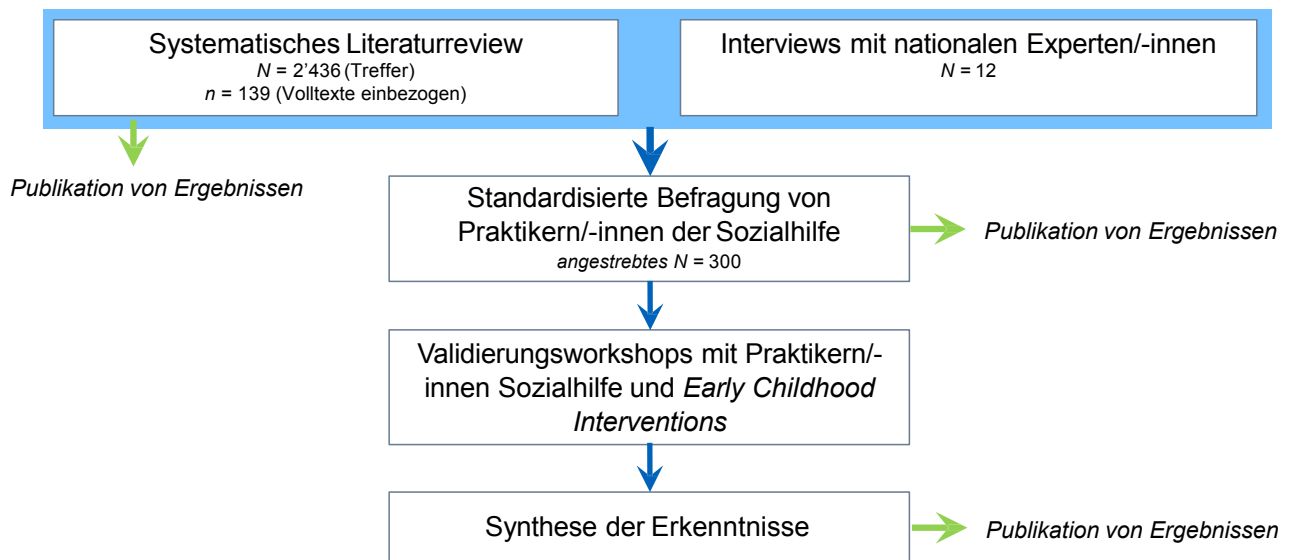 Systematisches Literaturreview
N = 2'436 (Treffer)
n = 139 (Volltexte einbezogen)
Interviews mit nationalen Experten/-innen
N = 12
Publikation von Ergebnissen
Standardisierte Befragung von
Praktikern/-innen der Sozialhilfe
angestrebtes N = 300
Publikation von Ergebnissen
Validierungsworkshops mit Praktikern/-
innen Sozialhilfe und Early Childhood
Interventions
Synthese der Erkenntnisse
Publikation von Ergebnissen